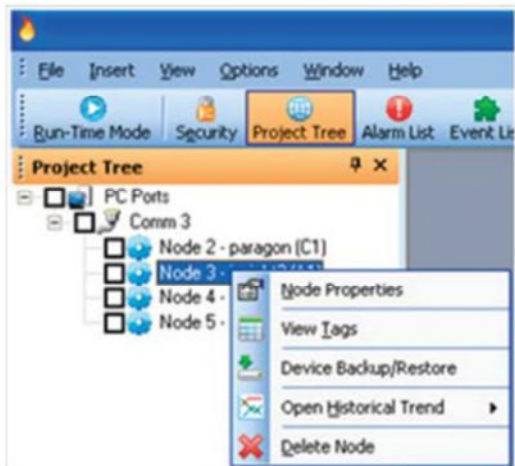 File Insert View Options Window Help
Run-Time Mode Security Project Tree Alarm List Event
Project Tree
PC Ports
Comm 3
Node 2 - paragon (C1)
Node 3 -
Node 4 -
Node 5 -
Node Properties
View Tags
Device Backup/Restore
Open Historical Trend
Delete Node